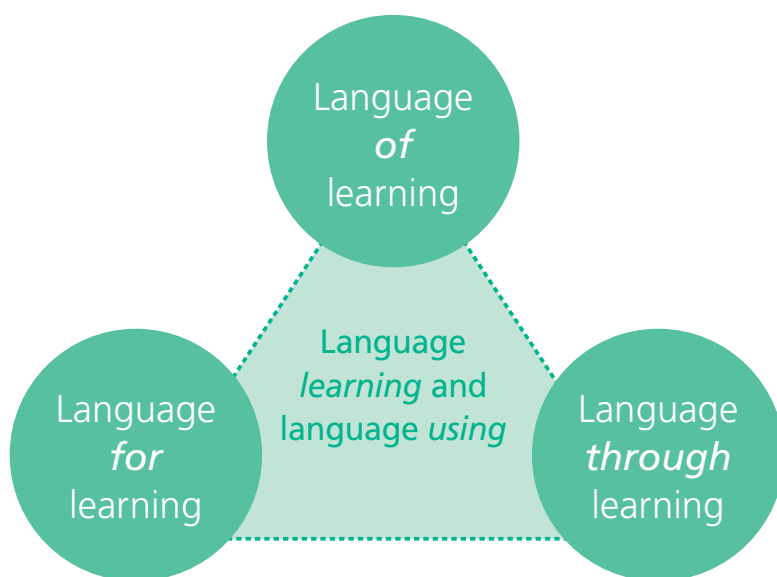 Language
of
learning
Language
learning and
language using
Language
for
learning
Language
through
learning